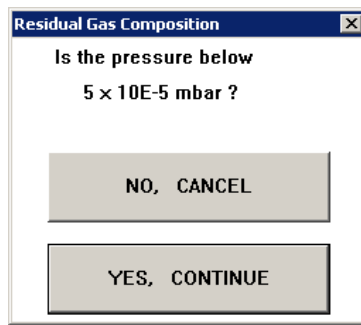 Residual Gas Composition
Is the pressure below
5 x 10E-5 mbar ?
NO, CANCEL
YES, CONTINUE